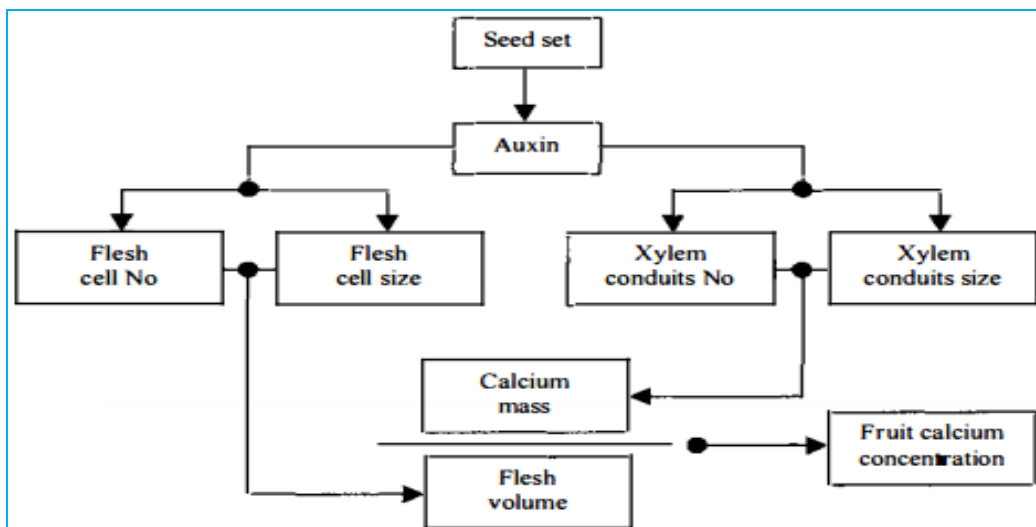 Seed set
Auxin
Flesh
cell No
Flesh
cell size
Xylem
conduits No
Xylem
conduits size
Calcium
mass
Flesh
volume
Fruit calcium
concentration